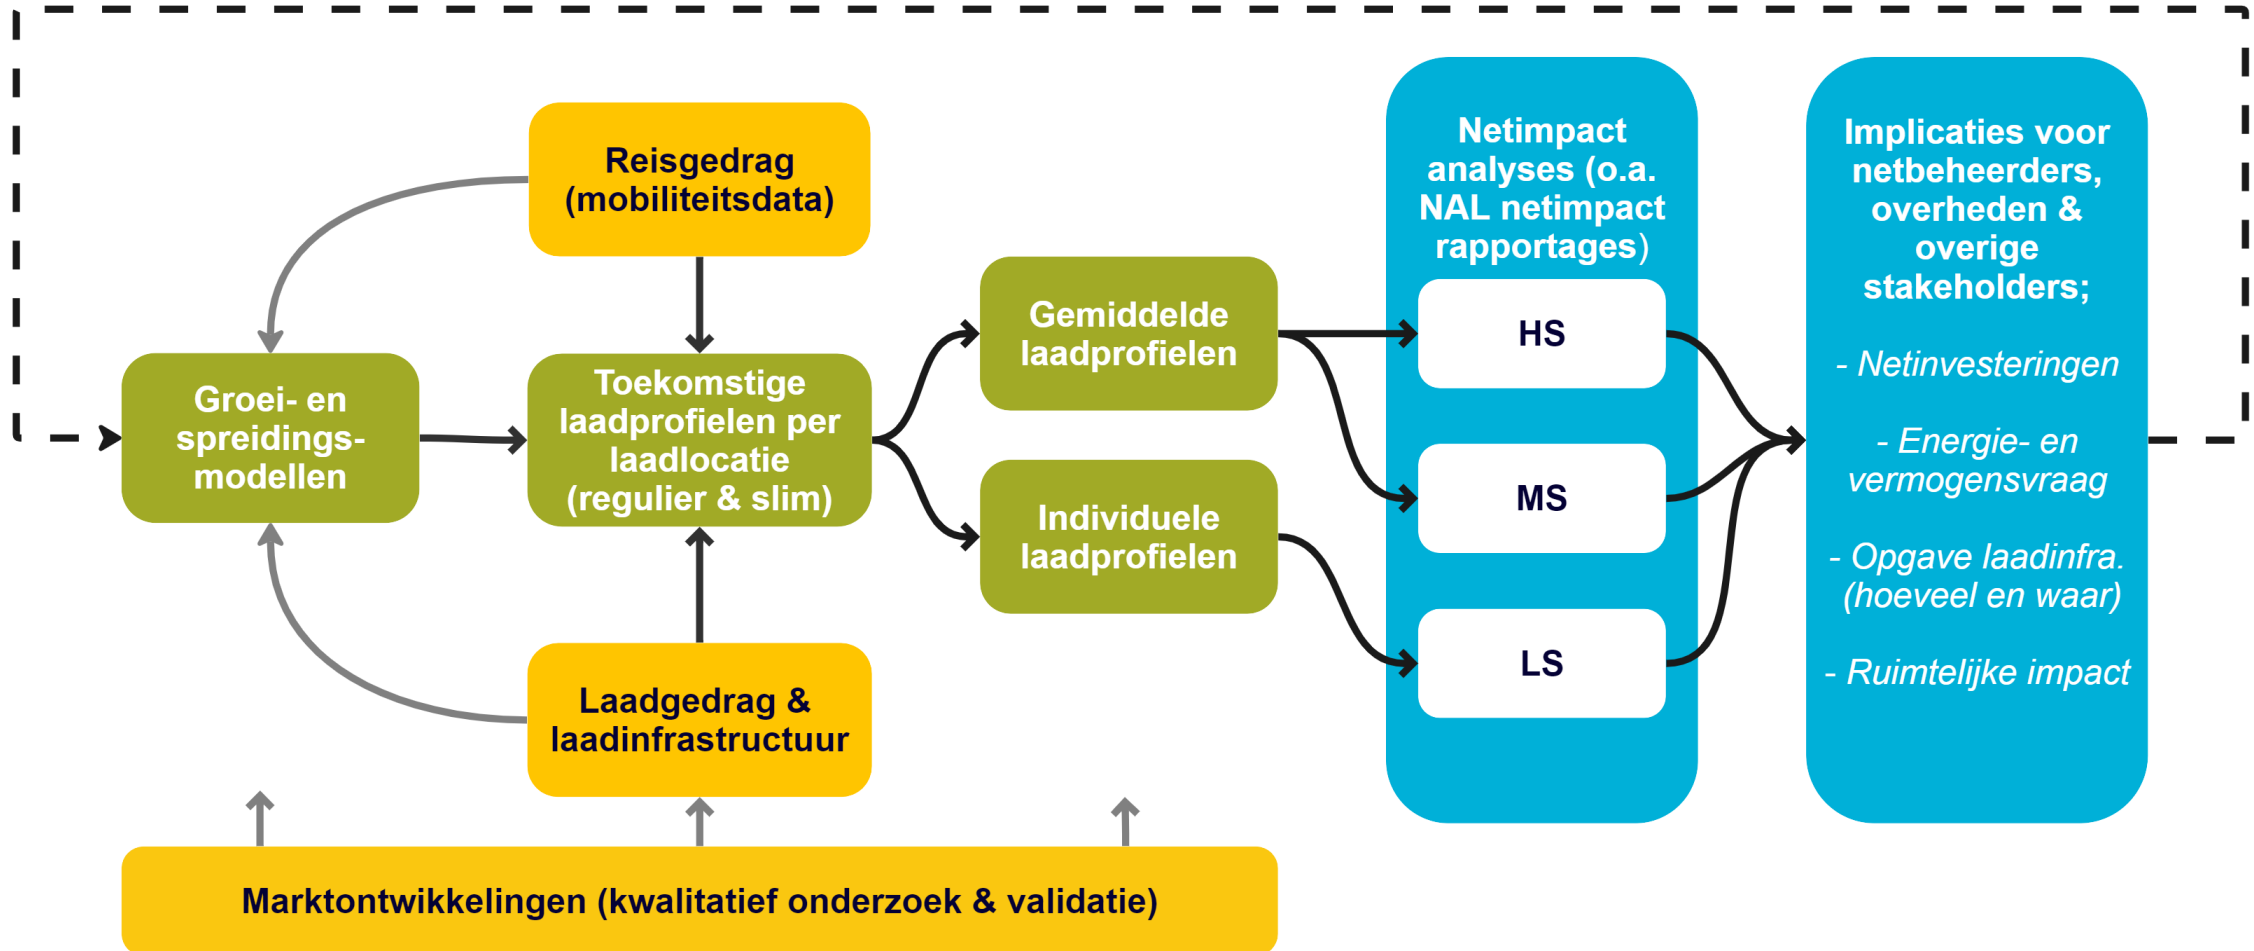 Reisgedrag
(mobiliteitsdata)
Groei- en
spreidings-
modellen
Toekomstige
laadprofielen per
laadlocatie
(regulier & slim)
Laadgedrag &
laadinfrastructuur
Marktontwikkelingen (kwalitatief onderzoek & validatie)
Gemiddelde
laadprofielen
Individuele
laadprofielen
Netimpact
analyses (o.a.
NAL netimpact
rapportages)
HS
MS
LS
Implicaties voor
netbeheerders,
overheden &
overige
stakeholders;
- Netinvesteringen
- Energie- en
vermogensvraag
- Opgave laadinfra.
(hoeveel en waar)
- Ruimtelijke impact